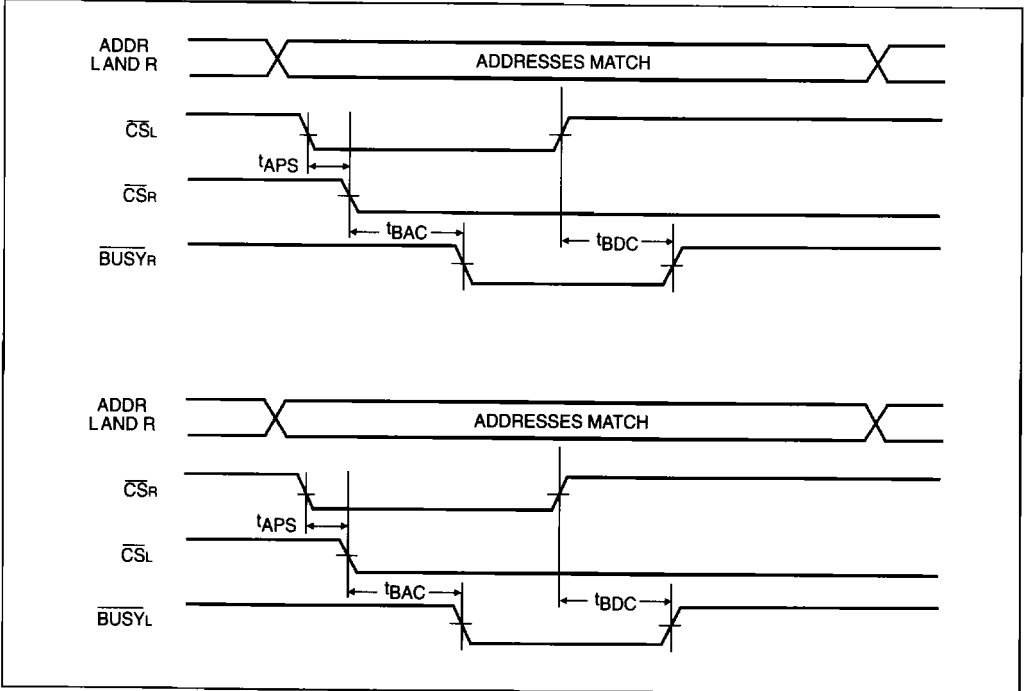 ADDR
L AND R
ADDRESSES MATCH
CSL
tAPS
CSR
tBAC
tBDC
BUSYR
ADDR
L AND R
ADDRESSES MATCH
CSR
tAPS
CSL
tBAC
tBDC
BUSYL